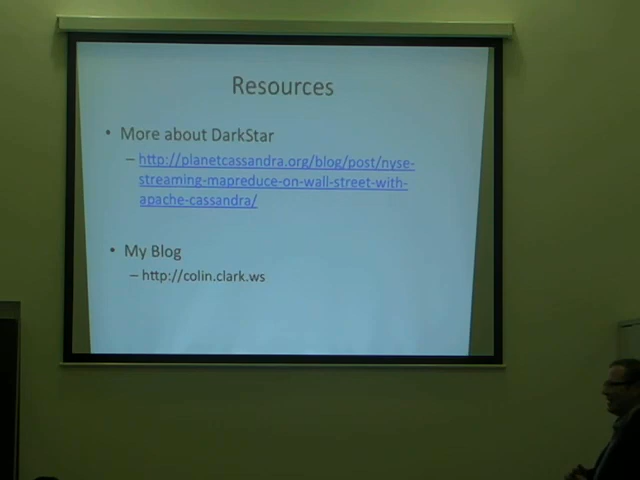 Resources
• More about DarkStar
– http://planetcassandra.org/blog/post/nyse-
streaming-mapreduce-on-wall-street-with-
apache-cassandra/
• My Blog
– http://colin.clark.ws